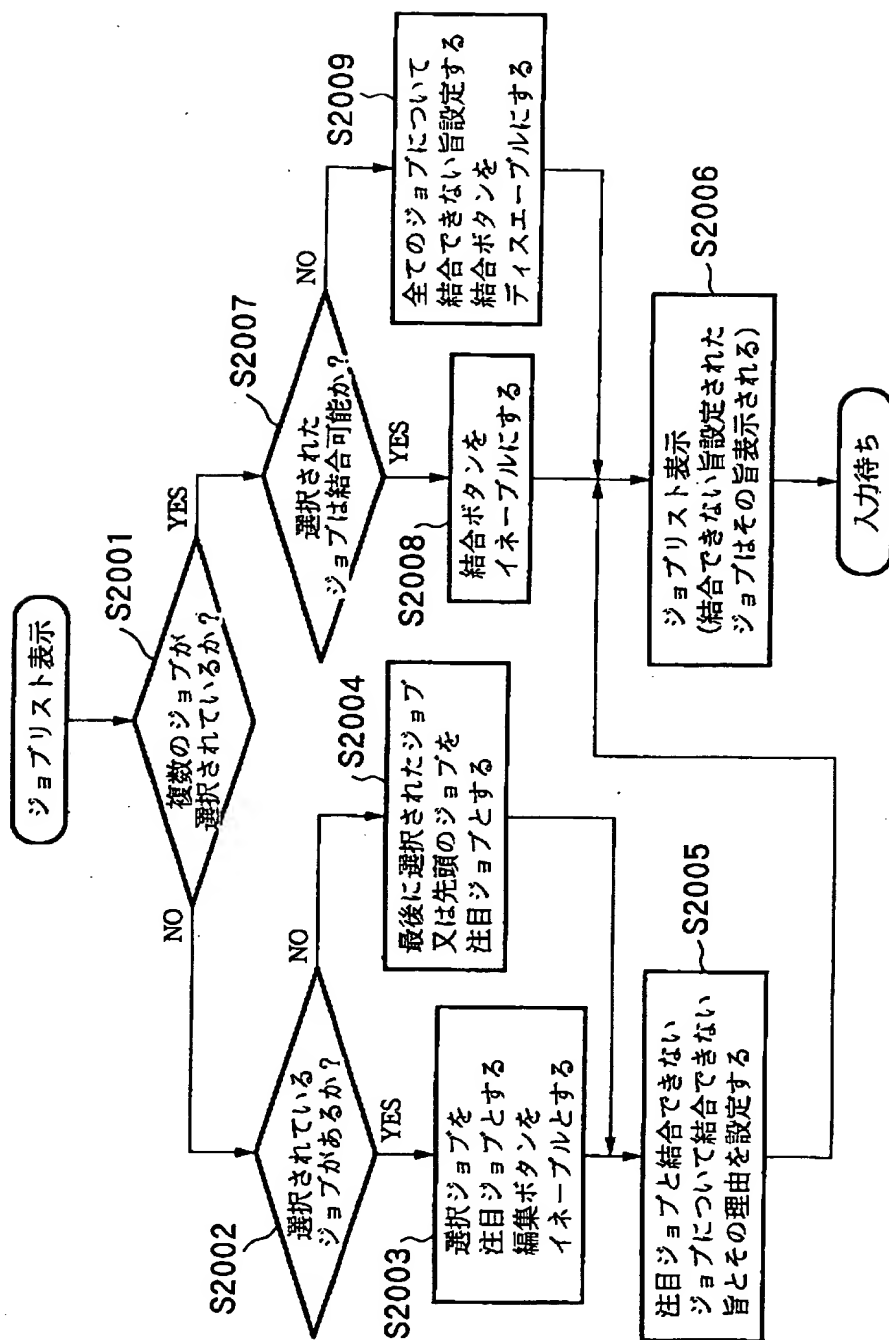 ジョブリスト表示
S2001
複数のジョブが
選択されているか?
NO
YES
S2002
選択されている
ジョブがあるか?
NO
YES
S2003
選択ジョブを
注目ジョブとする
編集ボタンを
イネーブルとする
S2004
最後に選択されたジョブ
又は先頭のジョブを
注目ジョブとする
S2005
注目ジョブと結合できない
ジョブについて結合できない
旨とその理由を設定する
S2007
選択された
ジョブは結合可能か?
NO
YES
S2008
結合ボタンを
イネーブルにする
S2009
全てのジョブについて
結合できない旨設定する
結合ボタンを
ディスエーブルにする
S2006
ジョブリスト表示
(結合できない旨設定された
ジョブはその旨表示される)
入力待ち